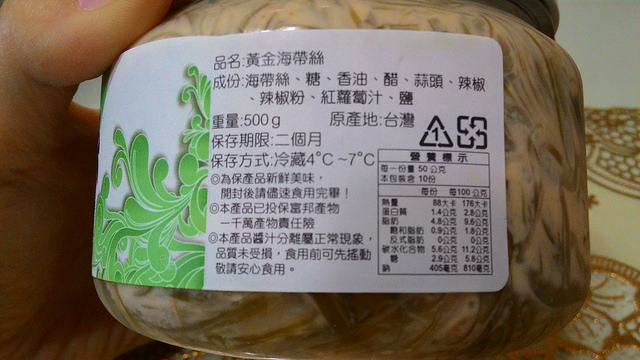 品名:黃金海帶絲
成份:海帶絲、糖、香油、醋、蒜頭、辣椒
、辣椒粉、紅蘿蔔汁、鹽
重量:500g 原產地:台灣
保存期限:二個月
保存方式:冷藏4°C~7°C
◎為保產品新鮮美味，
開封後請儘速食用完畢！
◎本產品已投保富邦產物
一千萬產物責任險
◎本產品醬汁分離屬正常現象，
品質未受損，食用前可先搖動
敬請安心食用。
1
營養標示
每一份量 50 公克
本包裝含 10份
每份 每100公克
熱量 88大卡 176大卡
蛋白質 1.4公克 2.8公克
脂肪 4.8公克 9.6公克
飽和脂肪 0.9公克 1.8公克
反式脂肪 0公克 0公克
碳水化合物 5.6公克 11.2公克
糖 2.9公克 5.8公克
鈉 405毫克 810毫克